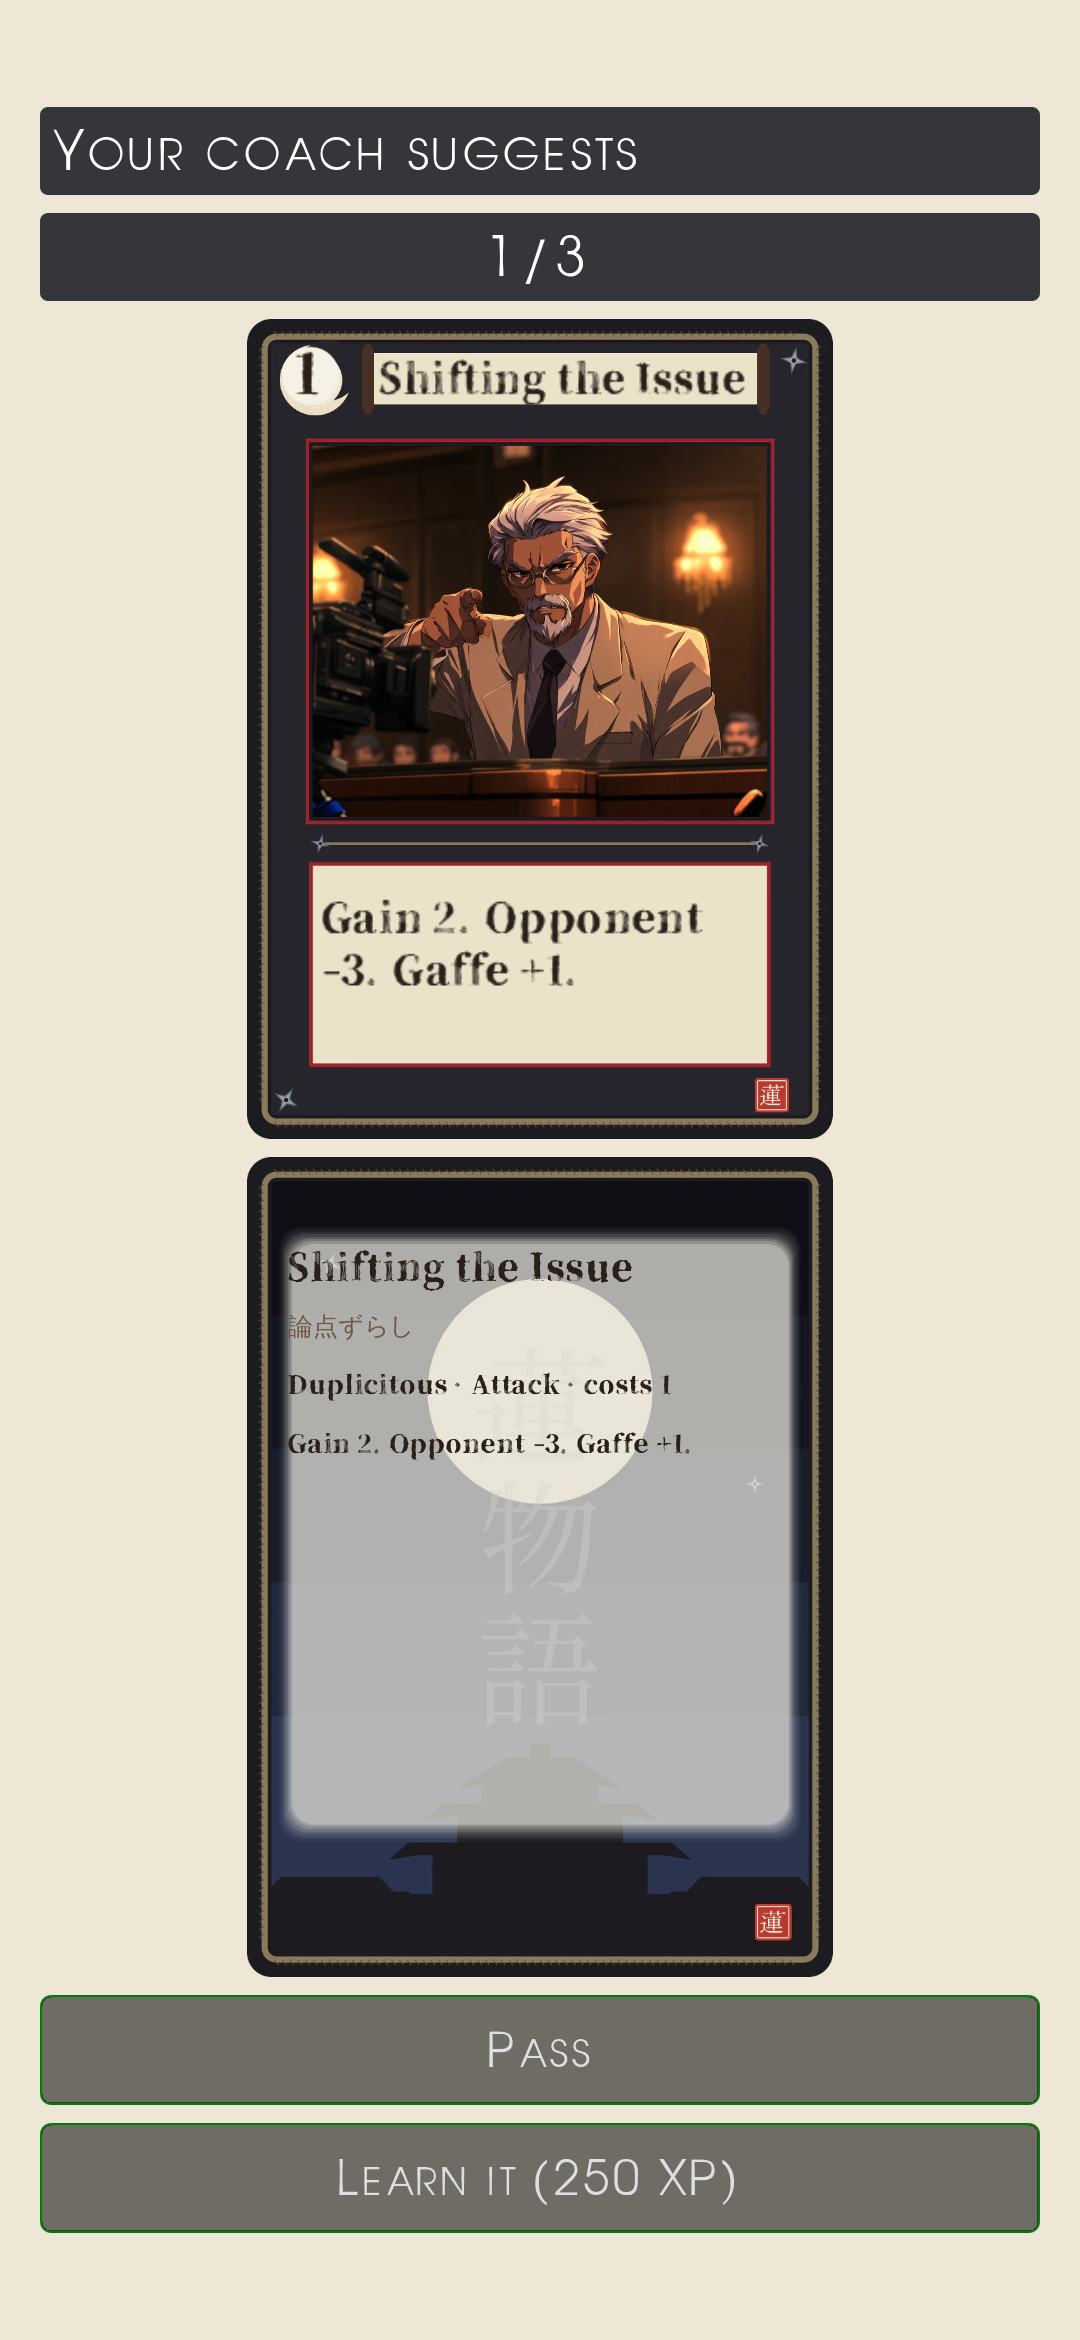 Your coach suggests
1/3
1
Shifting the Issue
Gain 2. Opponent
-3. Gaffe +1.
蓮
Shifting the Issue
論点ずらし
Duplicitous · Attack · costs 1
Gain 2. Opponent -3. Gaffe +1.
蓮
物
語
蓮
Pass
Learn it (250 XP)